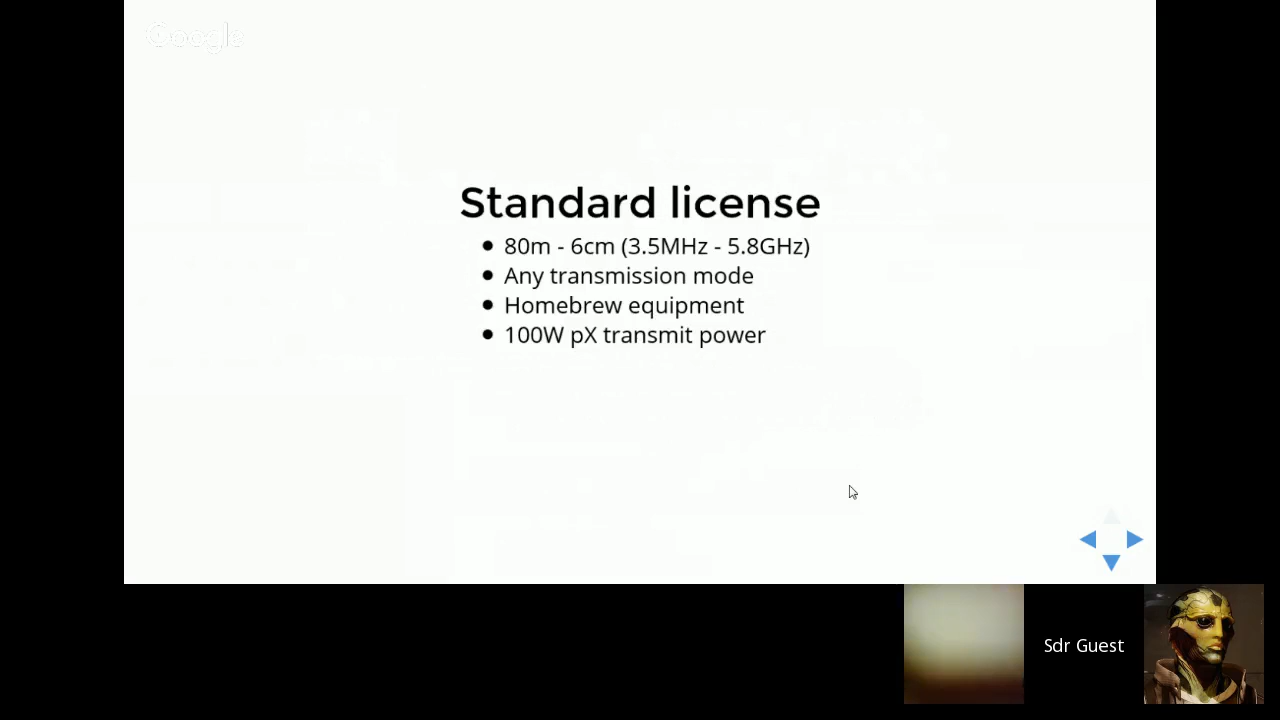 Google
Standard license
• 80m - 6cm (3.5MHz - 5.8GHz)
• Any transmission mode
• Homebrew equipment
• 100W pX transmit power
Sdr Guest